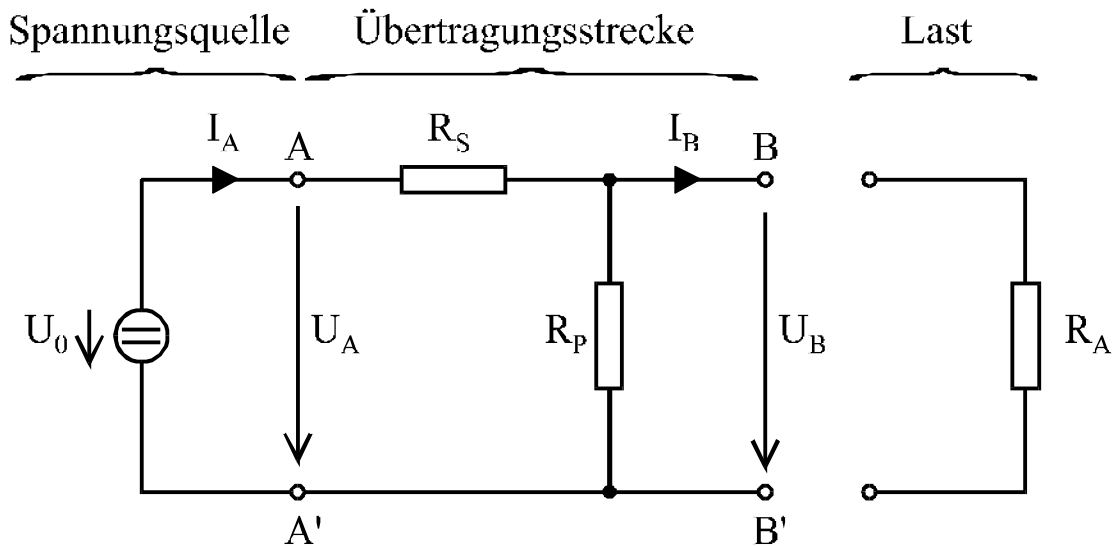 Spannungsquelle Übertragungsstrecke Last
I_A A R_S I_B B
U_0 U_A R_P U_B R_A
A' B'